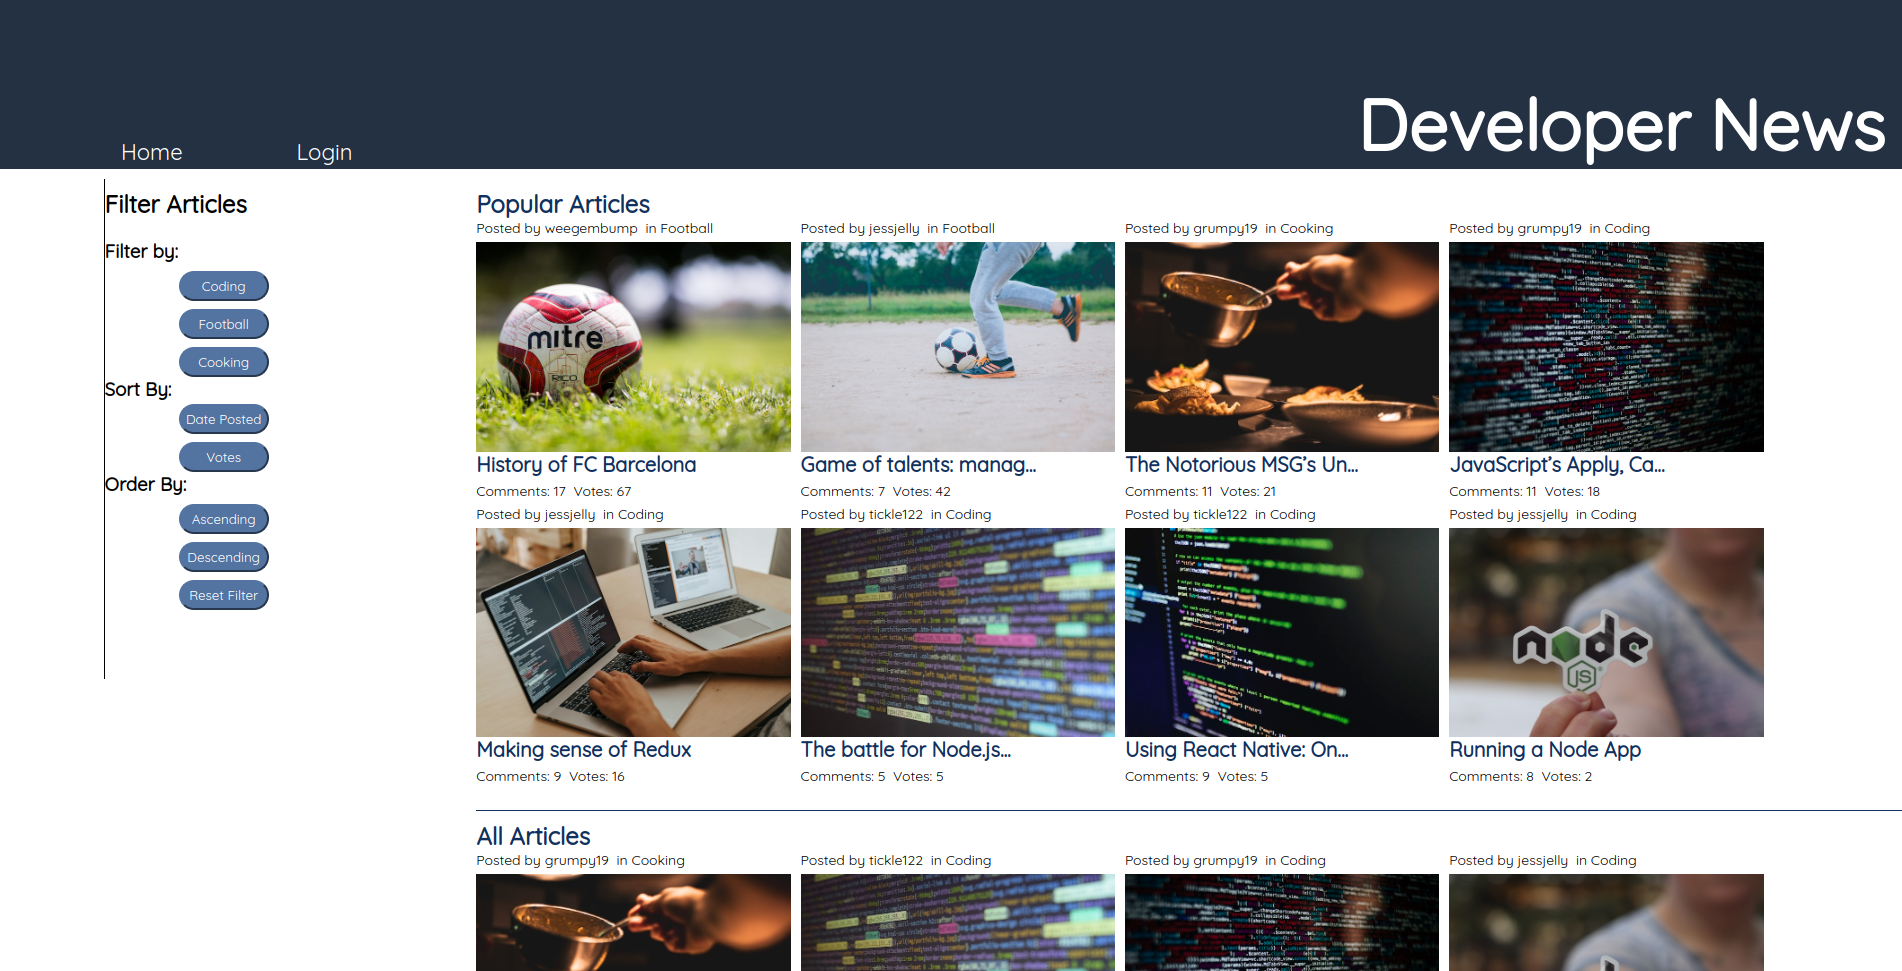 Developer News
Home Login
Filter Articles
Filter by:
Coding
Football
Cooking
Sort By:
Date Posted
Votes
Order By:
Ascending
Descending
Reset Filter
Popular Articles
Posted by weegembump in Football
mitre
RICO
History of FC Barcelona
Comments: 17 Votes: 67
Posted by jessjelly in Football
Game of talents: manag...
Comments: 7 Votes: 42
Posted by grumpy19 in Cooking
The Notorious MSG’s Un...
Comments: 11 Votes: 21
Posted by grumpy19 in Coding
JavaScript’s Apply, Ca...
Comments: 11 Votes: 18
Posted by jessjelly in Coding
Making sense of Redux
Comments: 9 Votes: 16
Posted by tickle122 in Coding
The battle for Node.js...
Comments: 5 Votes: 5
Posted by tickle122 in Coding
Using React Native: On...
Comments: 9 Votes: 5
Posted by jessjelly in Coding
node
JS
Running a Node App
Comments: 8 Votes: 2
All Articles
Posted by grumpy19 in Cooking
Posted by tickle122 in Coding
Posted by grumpy19 in Coding
Posted by jessjelly in Coding